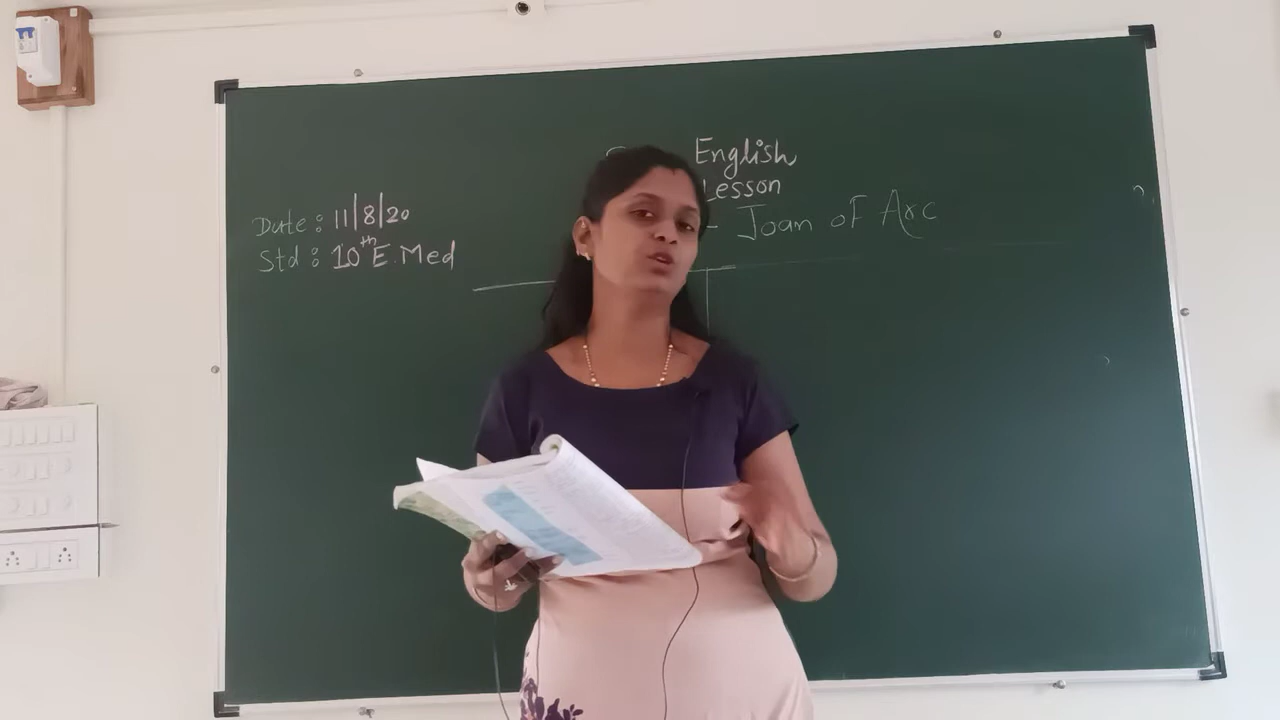 English
Lesson
- Joan of Arc
Date : 11/8/20
Std : 10th E.Med